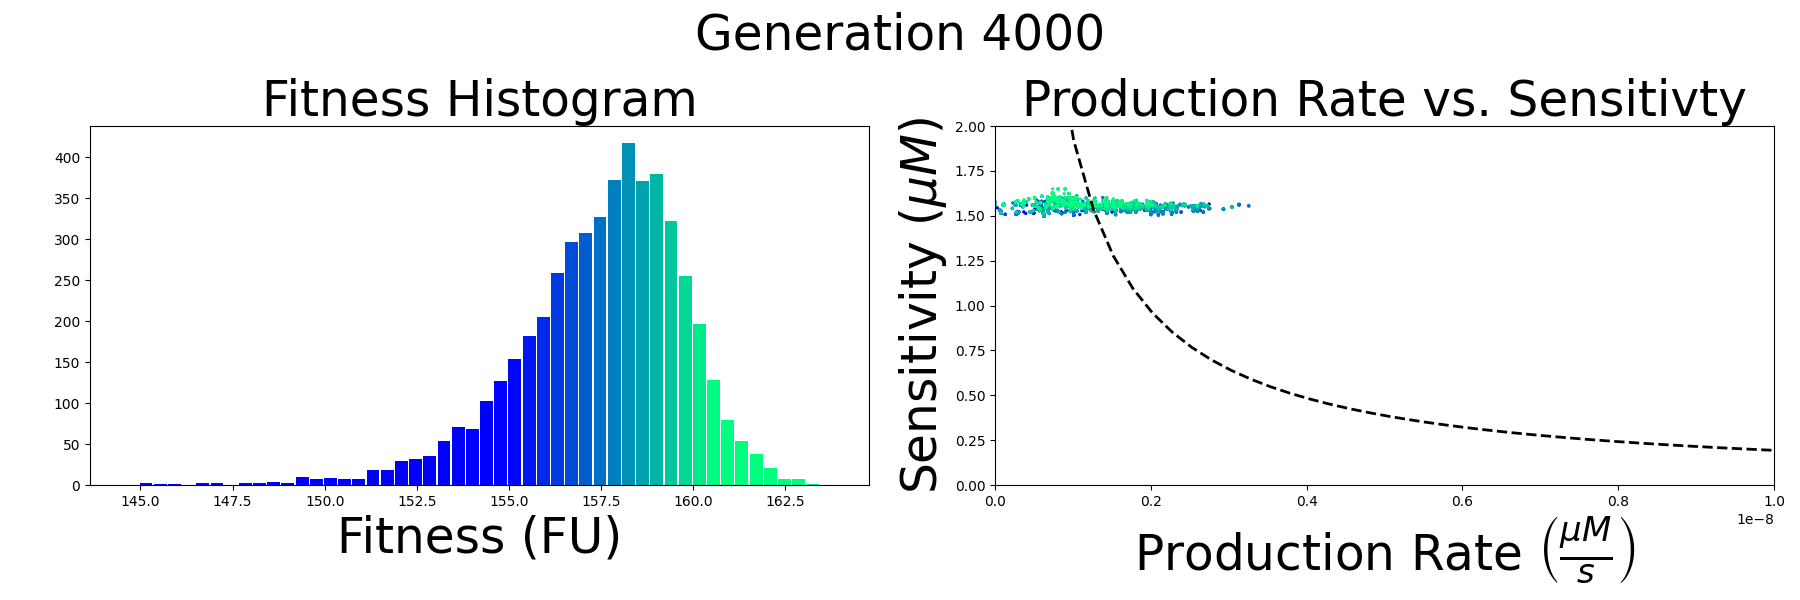 Generation 4000
Fitness Histogram
400
350
300
250
200
150
100
50
0
145.0 147.5 150.0 152.5 155.0 157.5 160.0 162.5
Fitness (FU)
Production Rate vs. Sensitivty
Sensitivity (μM)
2.00
1.75
1.50
1.25
1.00
0.75
0.50
0.25
0.00
0.0 0.2 0.4 0.6 0.8 1.0
1e−8
Production Rate (μM/s)